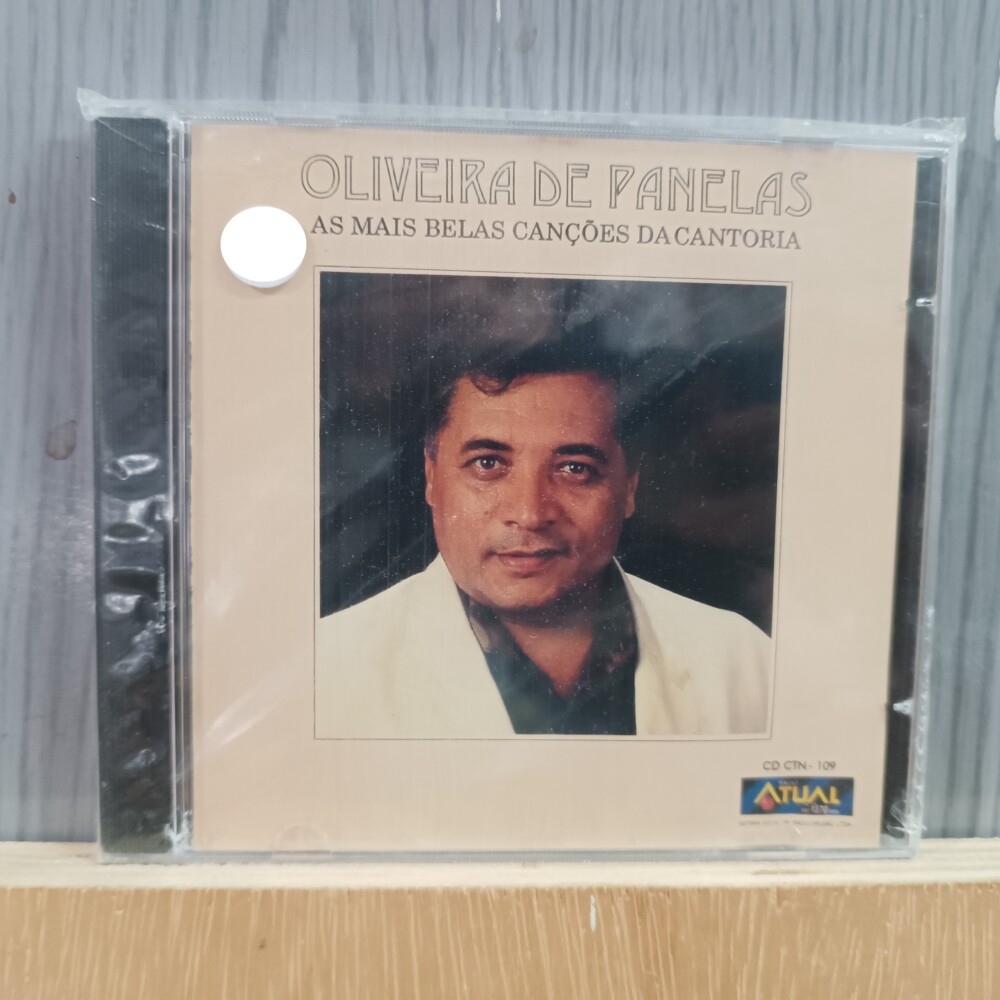 OLIVEIRA DE PANELAS
AS MAIS BELAS CANÇÕES DA CANTORIA
CD CTN - 109
ATUAL